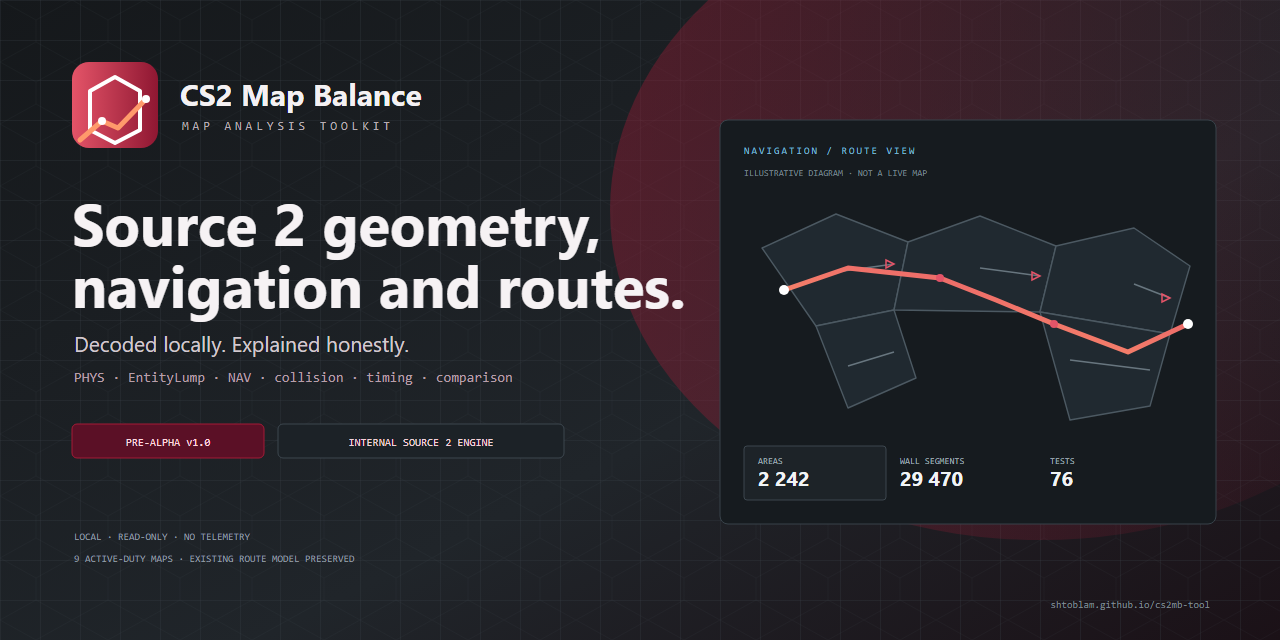 CS2 Map Balance
MAP ANALYSIS TOOLKIT
Source 2 geometry,
navigation and routes.
Decoded locally. Explained honestly.
PHYS · EntityLump · NAV · collision · timing · comparison
PRE-ALPHA v1.0
INTERNAL SOURCE 2 ENGINE
LOCAL · READ-ONLY · NO TELEMETRY
9 ACTIVE-DUTY MAPS · EXISTING ROUTE MODEL PRESERVED
NAVIGATION / ROUTE VIEW
ILLUSTRATIVE DIAGRAM · NOT A LIVE MAP
AREAS
2 242
WALL SEGMENTS
29 470
TESTS
76
shtoblam.github.io/cs2mb-tool